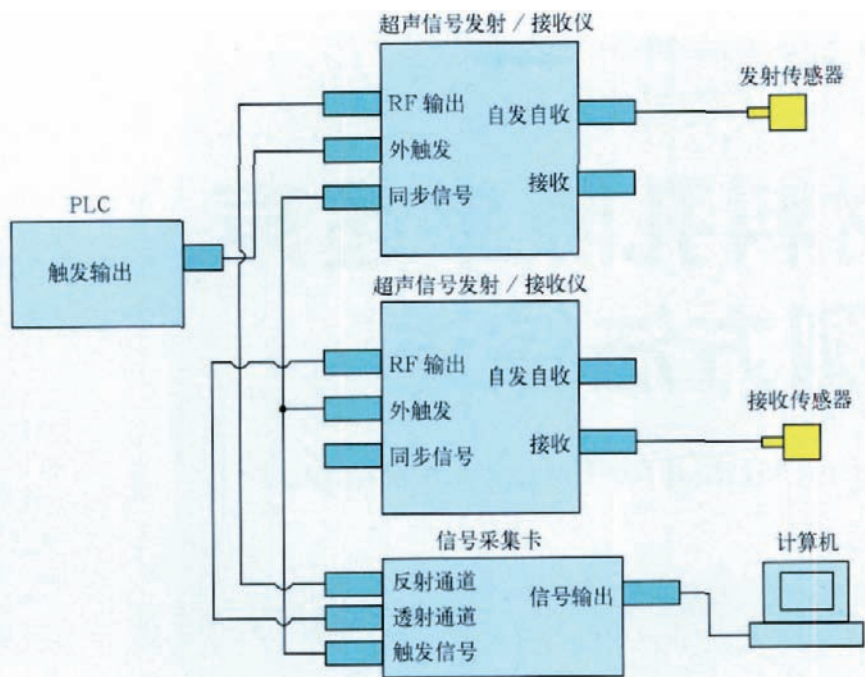 超声信号发射 / 接收仪
发射传感器
RF 输出
自发自收
外触发
接收
同步信号
PLC
触发输出
超声信号发射 / 接收仪
RF 输出
自发自收
外触发
接收传感器
同步信号
接收
信号采集卡
计算机
反射通道
信号输出
透射通道
触发信号